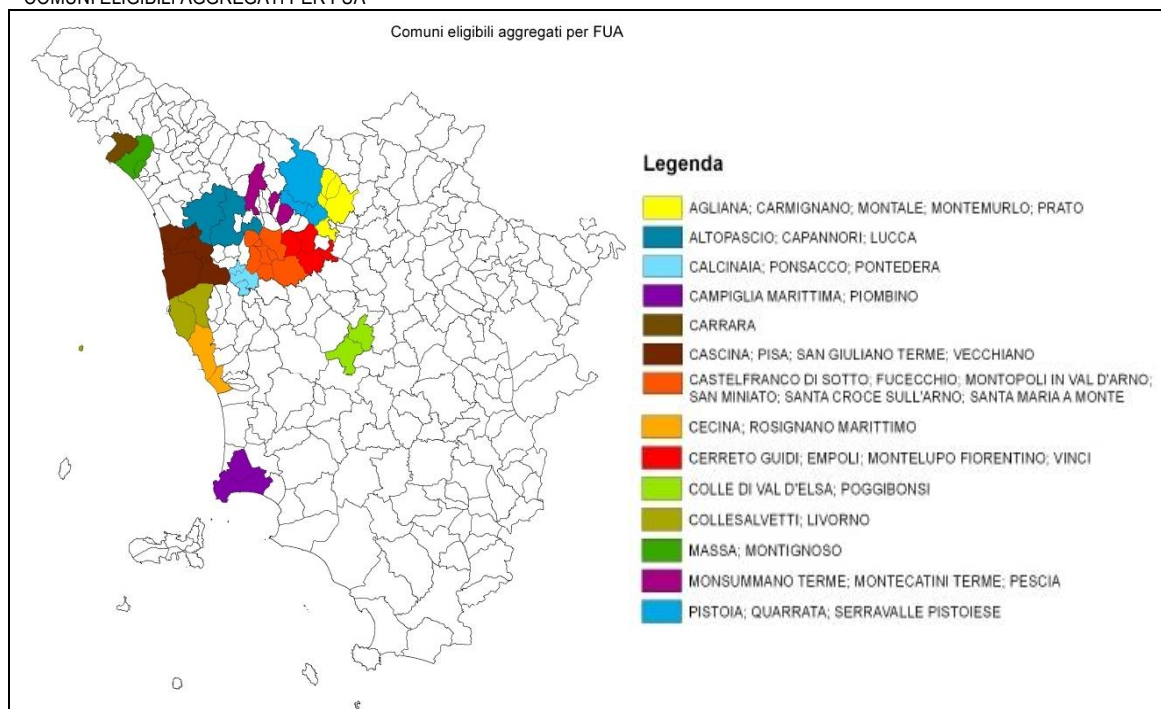 COMUNI ELIGIBILI AGGREGATI PER FUA
Comuni eligibili aggregati per FUA
Legenda
AGLIANA; CARMIGNANO; MONTALE; MONTEMURLO; PRATO
ALTOPASCIO; CAPANNORI; LUCCA
CALCINAIA; PONSACCO; PONTEDERA
CAMPIGLIA MARITTIMA; PIOMBINO
CARRARA
CASCINA; PISA; SAN GIULIANO TERME; VECCHIANO
CASTELFRANCO DI SOTTO; FUCECCHIO; MONTOPOLI IN VAL D'ARNO;
SAN MINIATO; SANTA CROCE SULL'ARNO; SANTA MARIA A MONTE
CECINA; ROSIGNANO MARITTIMO
CERRETO GUIDI; EMPOLI; MONTELUPO FIORENTINO; VINCI
COLLE DI VAL D'ELSA; POGGIBONSI
COLLESALVETTI; LIVORNO
MASSA; MONTIGNOSO
MONSUMMANO TERME; MONTECATINI TERME; PESCIA
PISTOIA; QUARRATA; SERRAVALLE PISTOIESE